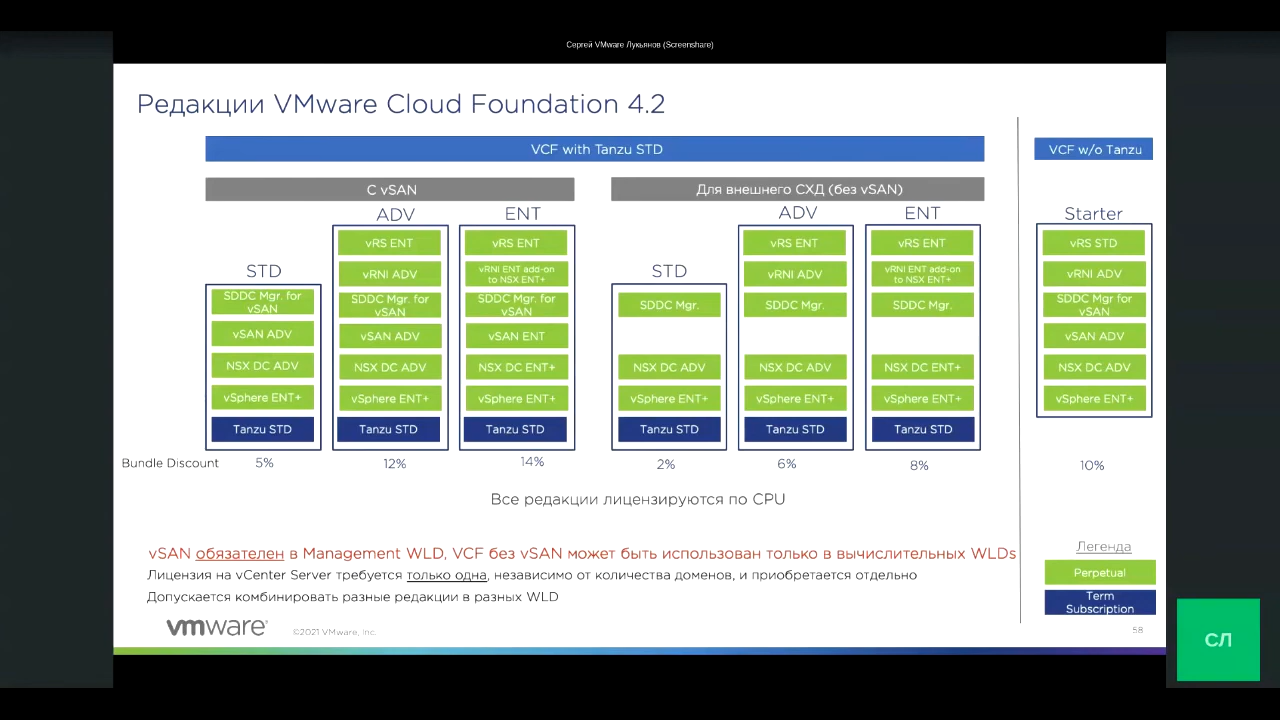 Сергей VMware Лукьянов (Screenshare)
Редакции VMware Cloud Foundation 4.2
VCF with Tanzu STD
С vSAN
STD
SDDC Mgr. for
vSAN
vSAN ADV
NSX DC ADV
vSphere ENT+
Tanzu STD
ADV
vRS ENT
vRNI ADV
SDDC Mgr. for
vSAN
vSAN ADV
NSX DC ADV
vSphere ENT+
Tanzu STD
ENT
vRS ENT
vRNI ENT add-on
to NSX ENT+
SDDC Mgr. for
vSAN
vSAN ENT
NSX DC ENT+
vSphere ENT+
Tanzu STD
Для внешнего СХД (без vSAN)
STD
SDDC Mgr.
NSX DC ADV
vSphere ENT+
Tanzu STD
ADV
vRS ENT
vRNI ADV
SDDC Mgr.
NSX DC ADV
vSphere ENT+
Tanzu STD
ENT
vRS ENT
vRNI ENT add-on
to NSX ENT+
SDDC Mgr.
NSX DC ENT+
vSphere ENT+
Tanzu STD
VCF w/o Tanzu
Starter
vRS STD
vRNI ADV
SDDC Mgr for
vSAN
vSAN ADV
NSX DC ADV
vSphere ENT+
Bundle Discount 5% 12% 14% 2% 6% 8% 10%
Все редакции лицензируются по CPU
vSAN обязателен в Management WLD, VCF без vSAN может быть использован только в вычислительных WLDs
Лицензия на vCenter Server требуется только одна, независимо от количества доменов, и приобретается отдельно
Допускается комбинировать разные редакции в разных WLD
Легенда
Perpetual
Term
Subscription
vmware®
©2021 VMware, Inc.
58
СЛ